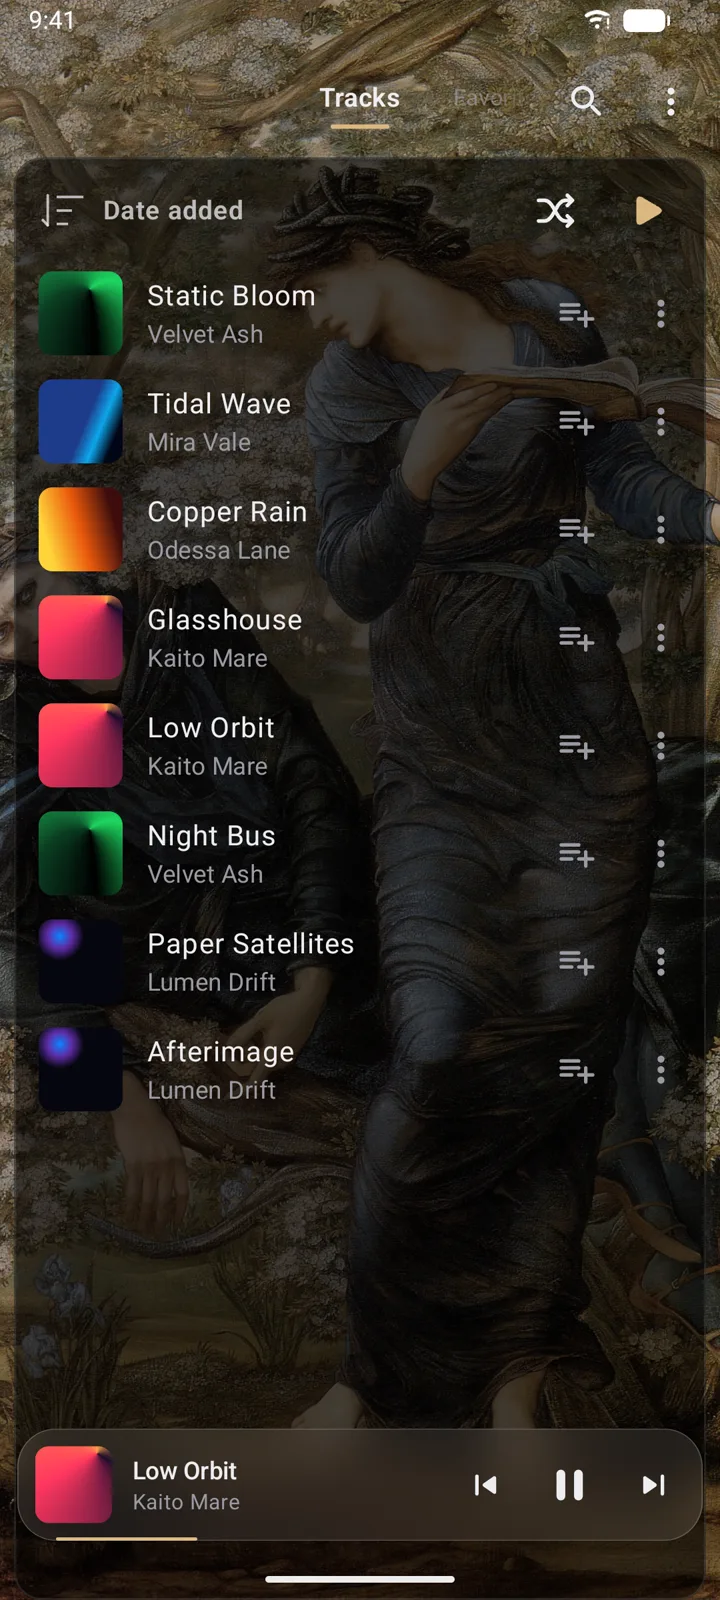 9:41
Tracks
Date added
Static Bloom
Velvet Ash
Tidal Wave
Mira Vale
Copper Rain
Odessa Lane
Glasshouse
Kaito Mare
Low Orbit
Kaito Mare
Night Bus
Velvet Ash
Paper Satellites
Lumen Drift
Afterimage
Lumen Drift
Low Orbit
Kaito Mare